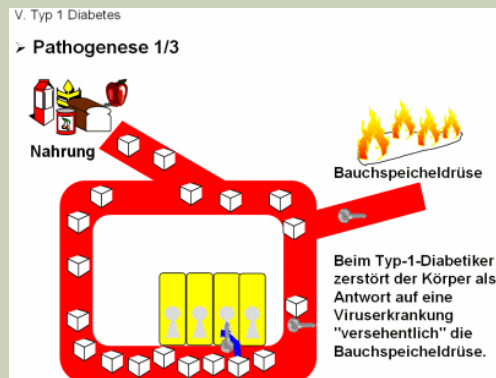 V. Typ 1 Diabetes
➢ Pathogenese 1/3
Nahrung
Bauchspeicheldrüse
Beim Typ-1-Diabetiker
zerstört der Körper als
Antwort auf eine
Viruserkrankung
"versehentlich" die
Bauchspeicheldrüse.